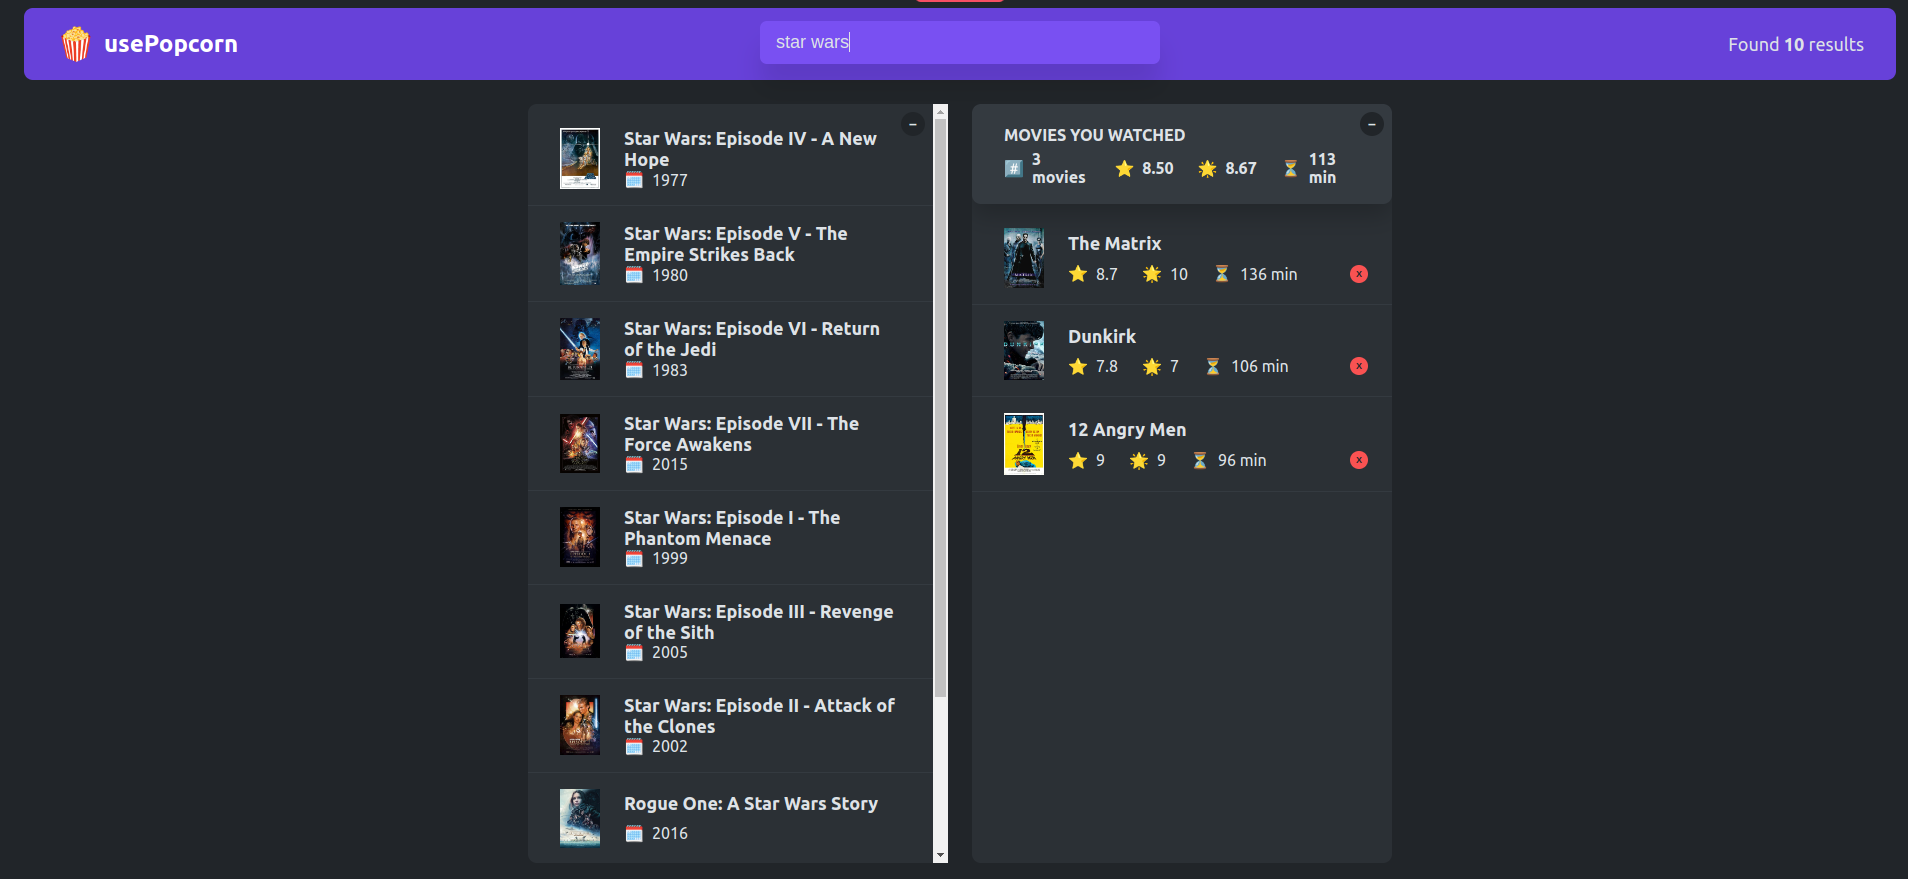 usePopcorn
star wars
Found 10 results
Star Wars: Episode IV - A New
Hope
1977
Star Wars: Episode V - The
Empire Strikes Back
1980
Star Wars: Episode VI - Return
of the Jedi
1983
Star Wars: Episode VII - The
Force Awakens
2015
Star Wars: Episode I - The
Phantom Menace
1999
Star Wars: Episode III - Revenge
of the Sith
2005
Star Wars: Episode II - Attack of
the Clones
2002
Rogue One: A Star Wars Story
2016
MOVIES YOU WATCHED
# 3 movies 8.50 8.67 113 min
The Matrix
8.7 10 136 min X
Dunkirk
7.8 7 106 min X
12 Angry Men
9 9 96 min X